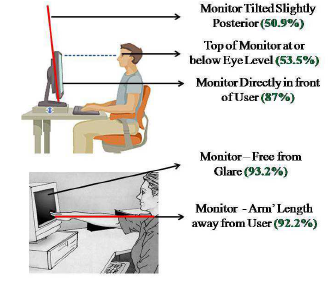 Monitor Tilted Slightly
Posterior (50.9%)
Top of Monitor at or
below Eye Level (53.5%)
Monitor Directly in front
of User (87%)
Monitor – Free from
Glare (93.2%)
Monitor - Arm' Length
away from User (92.2%)